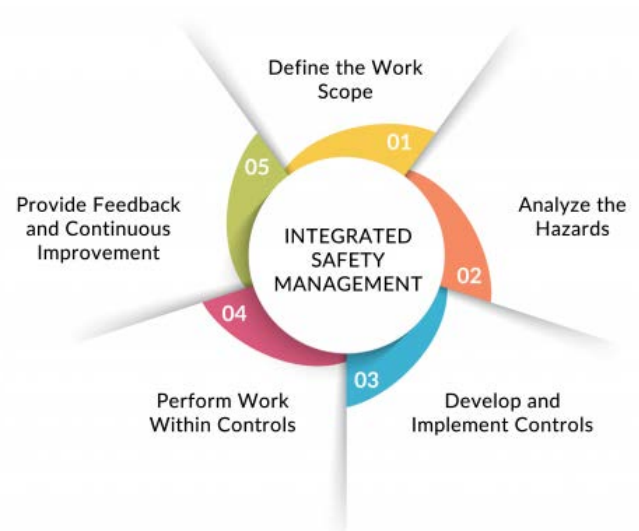 Define the Work
Scope
01
Analyze the
Hazards
02
Develop and
Implement Controls
03
Perform Work
Within Controls
04
Provide Feedback
and Continuous
Improvement
05
INTEGRATED
SAFETY
MANAGEMENT